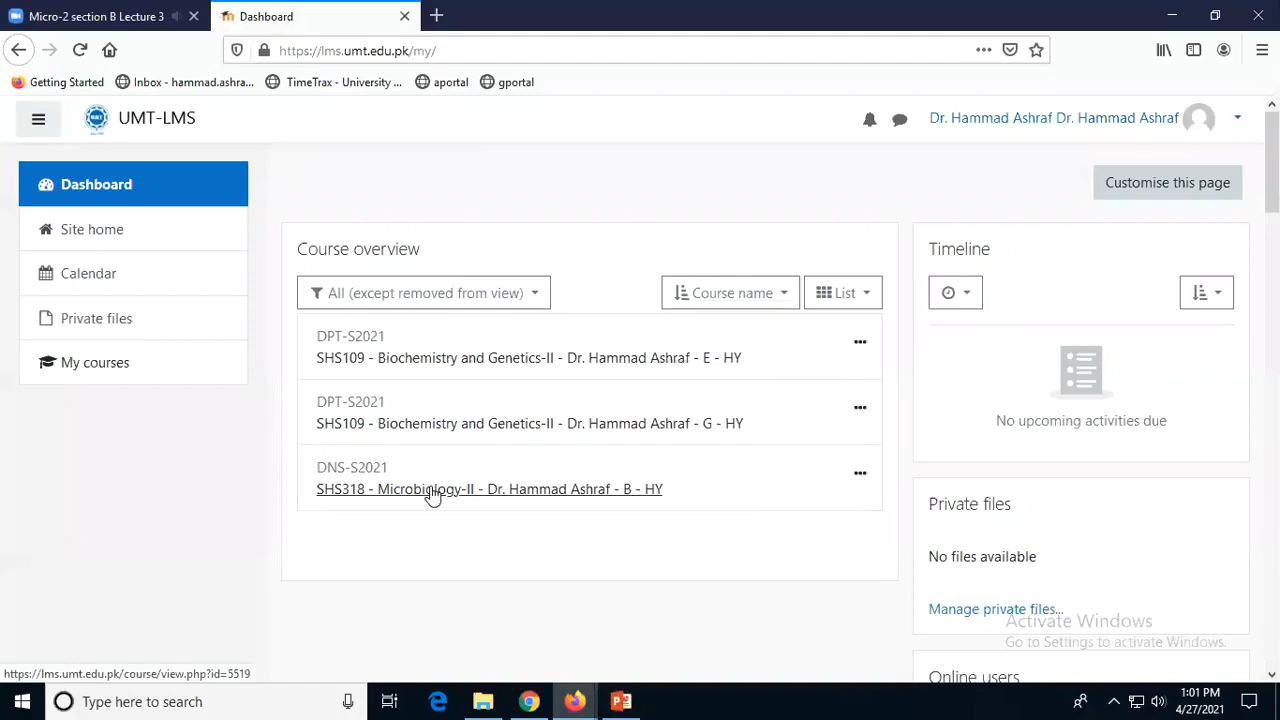 Micro-2 section B Lecture 3
Dashboard
https://lms.umt.edu.pk/my/
Getting Started
Inbox - hammad.ashra...
TimeTrax - University ...
aportal
gportal
UMT-LMS
Dr. Hammad Ashraf Dr. Hammad Ashraf
Dashboard
Site home
Calendar
Private files
My courses
Customise this page
Course overview
All (except removed from view)
Course name
List
DPT-S2021
SHS109 - Biochemistry and Genetics-II - Dr. Hammad Ashraf - E - HY
DPT-S2021
SHS109 - Biochemistry and Genetics-II - Dr. Hammad Ashraf - G - HY
DNS-S2021
SHS318 - Microbiology-II - Dr. Hammad Ashraf - B - HY
Timeline
No upcoming activities due
Private files
No files available
Manage private files...
Activate Windows
Go to Settings to activate Windows.
Online users
https://lms.umt.edu.pk/course/view.php?id=5519
Type here to search
1:01 PM
4/27/2021